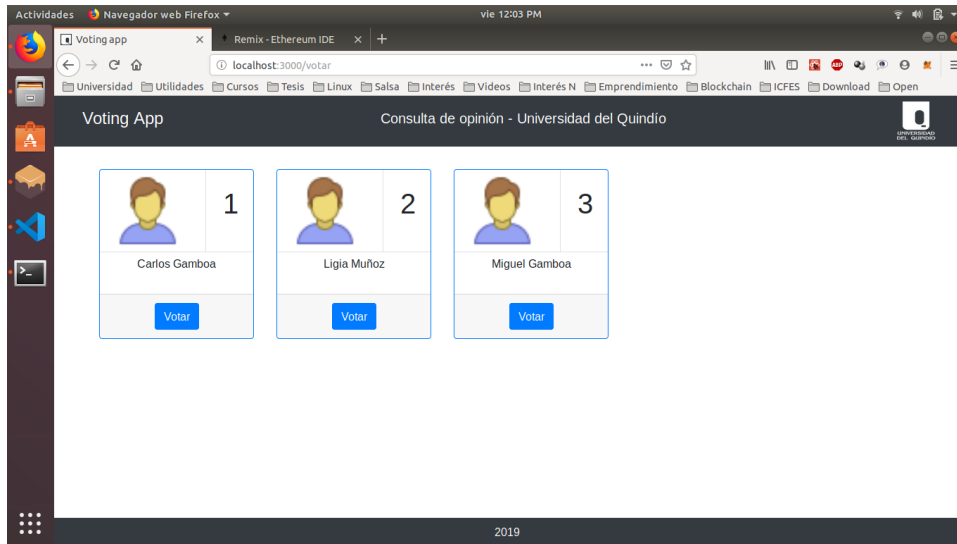 Actividades Navegador web Firefox vie 12:03 PM
Voting app Remix - Ethereum IDE
localhost:3000/votar
Universidad Utilidades Cursos Tesis Linux Salsa Interés Videos Interés N Emprendimiento Blockchain ICFES Download Open
Voting App Consulta de opinión - Universidad del Quindío
UNIVERSIDAD
DEL QUINDIO
1 2 3
Carlos Gamboa Ligia Muñoz Miguel Gamboa
Votar Votar Votar
2019